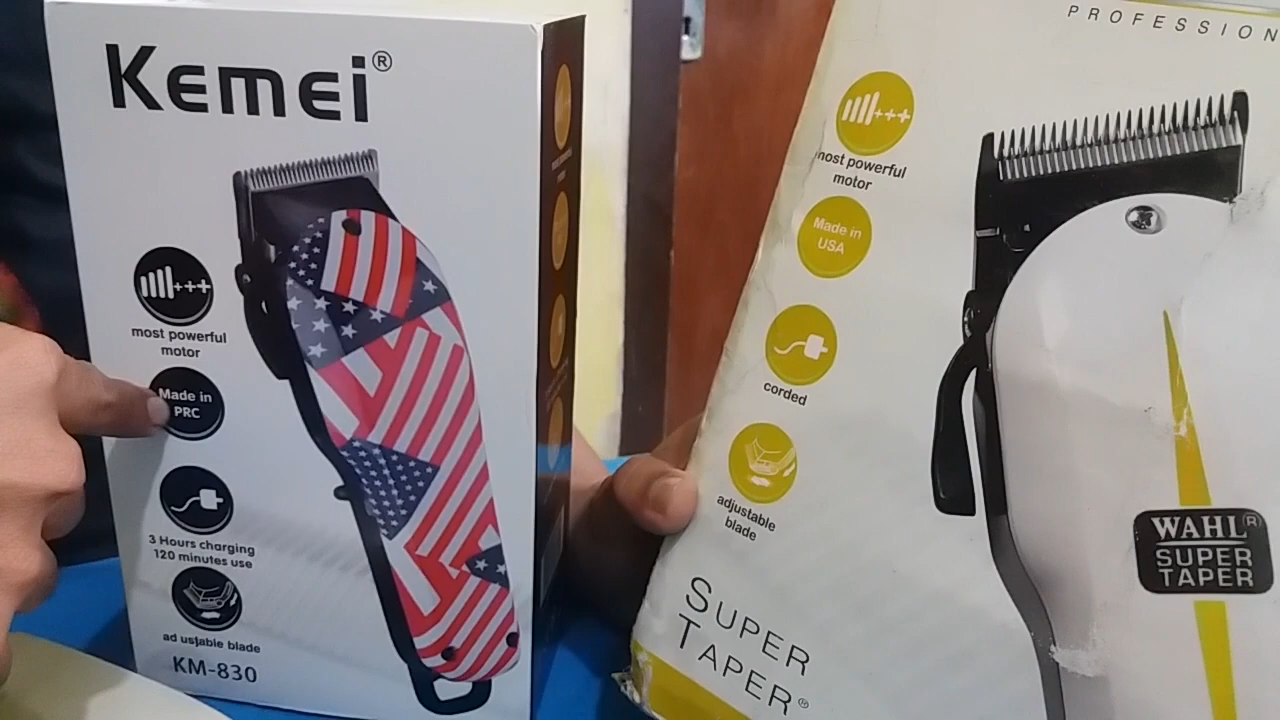 Kemei®
most powerful
motor
Made in
PRC
3 Hours charging
120 minutes use
ad ustjable blade
KM-830
PROFESSION
most powerful
motor
Made in
USA
corded
adjustable
blade
SUPER
TAPER®
WAHL®
SUPER
TAPER